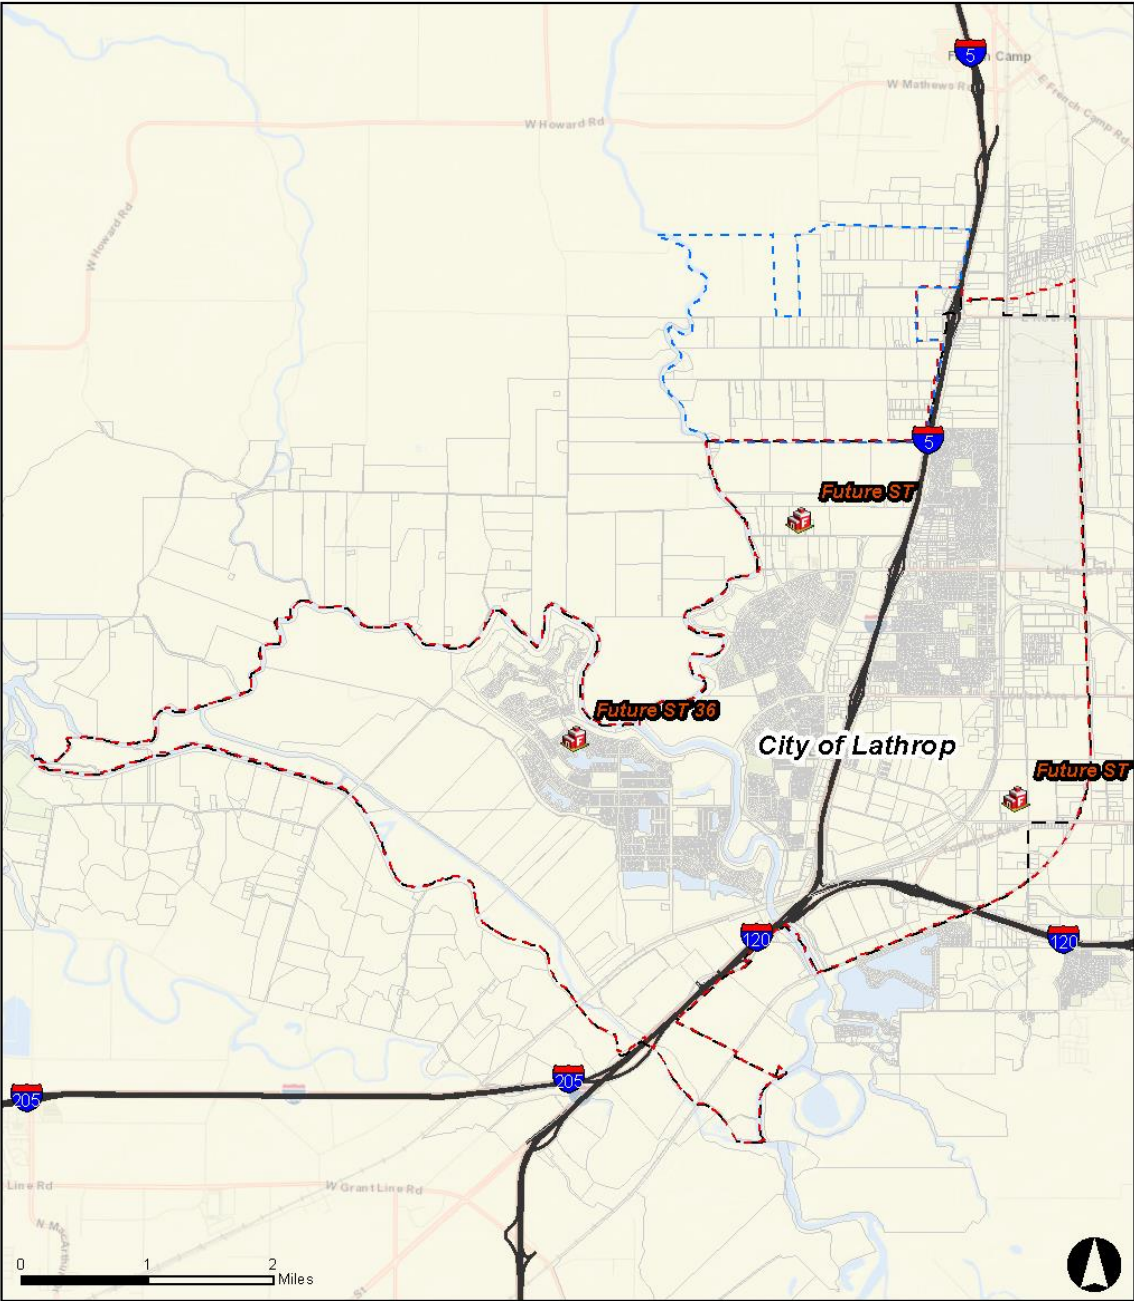 5
French Camp
W Mathews Rd
E French Camp Rd
W Howard Rd
W Howard Rd
5
Future ST
Future ST 36
City of Lathrop
Future ST
120
120
205
205
Line Rd
W Grant Line Rd
0 1 2
Miles